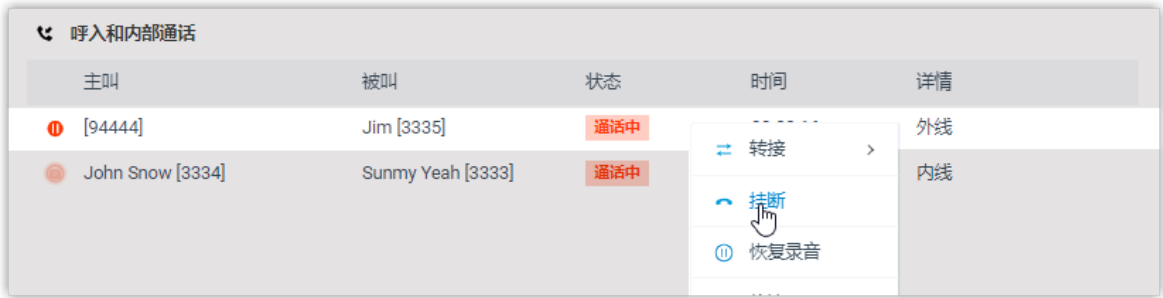 呼入和内部通话
主叫 被叫 状态 时间 详情
[94444] Jim [3335] 通话中 外线
John Snow [3334] Sunmy Yeah [3333] 通话中 内线
转接
挂断
恢复录音